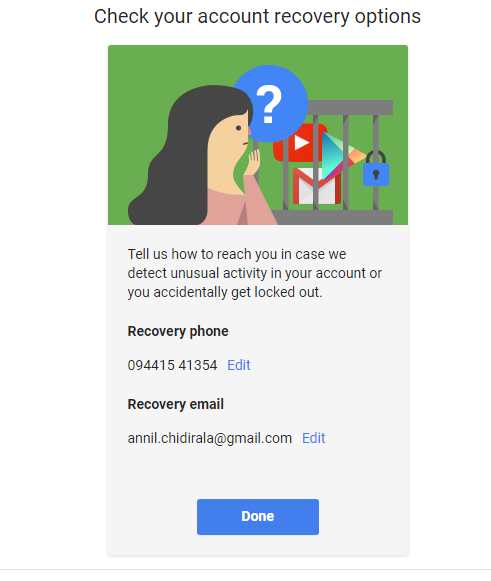 Check your account recovery options
?
Tell us how to reach you in case we
detect unusual activity in your account or
you accidentally get locked out.
Recovery phone
094415 41354 Edit
Recovery email
annil.chidirala@gmail.com Edit
Done